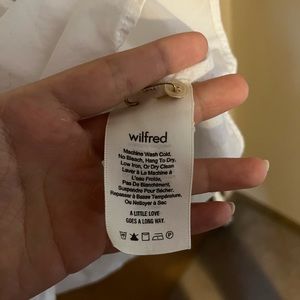 wilfred
Machine Wash Cold,
No Bleach, Hang To Dry,
Low Iron, Or Dry Clean
Laver à La Machine à
L'eau Froide,
Pas De Blanchiment,
Suspendre Pour Sécher,
Repasser à Basse Température,
Ou Nettoyer à Sec
A LITTLE LOVE
GOES A LONG WAY.